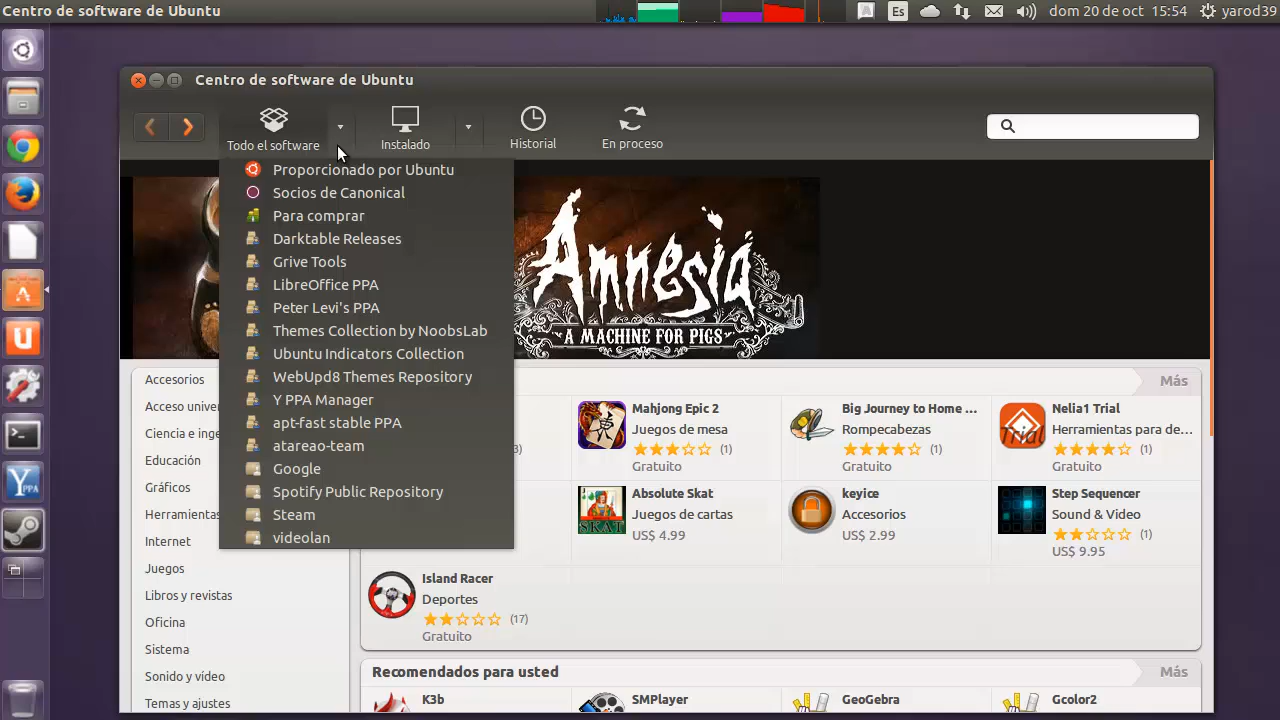 Centro de software de Ubuntu
Es
dom 20 de oct 15:54
yarod39
Centro de software de Ubuntu
Todo el software
Instalado
Historial
En proceso
Proporcionado por Ubuntu
Socios de Canonical
Para comprar
Darktable Releases
Grive Tools
LibreOffice PPA
Peter Levi's PPA
Themes Collection by NoobsLab
Ubuntu Indicators Collection
WebUpd8 Themes Repository
Y PPA Manager
apt-fast stable PPA
atareao-team
Google
Spotify Public Repository
Steam
videolan
Amnesia
A MACHINE FOR PIGS
Accesorios
Acceso univer
Ciencia e inge
Educación
Gráficos
Herramientas
Internet
Juegos
Libros y revistas
Oficina
Sistema
Sonido y vídeo
Temas y ajustes
Más
3)
Mahjong Epic 2
Juegos de mesa
(1)
Gratuito
Big Journey to Home ...
Rompecabezas
(1)
Gratuito
Nelia1 Trial
Herramientas para de...
(1)
Gratuito
Trial
Absolute Skat
Juegos de cartas
US$ 4.99
SKAT
keyice
Accesorios
US$ 2.99
Step Sequencer
Sound & Video
(1)
US$ 9.95
Island Racer
Deportes
(17)
Gratuito
Recomendados para usted
Más
K3b
SMPlayer
GeoGebra
Gcolor2
Y PPA